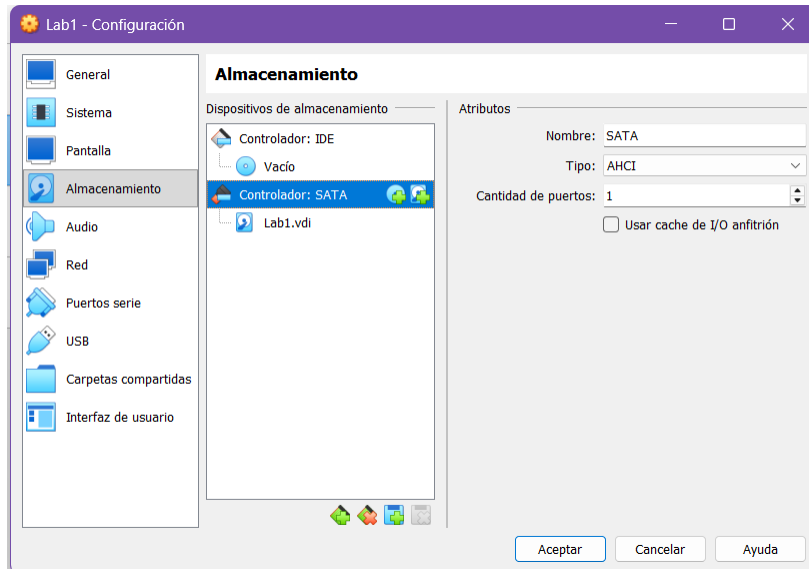 Lab1 - Configuración
General
Sistema
Pantalla
Almacenamiento
Audio
Red
Puertos serie
USB
Carpetas compartidas
Interfaz de usuario
Almacenamiento
Dispositivos de almacenamiento
Controlador: IDE
Vacío
Controlador: SATA
Lab1.vdi
Atributos
Nombre: SATA
Tipo: AHCI
Cantidad de puertos: 1
Usar cache de I/O anfitrión
Aceptar Cancelar Ayuda